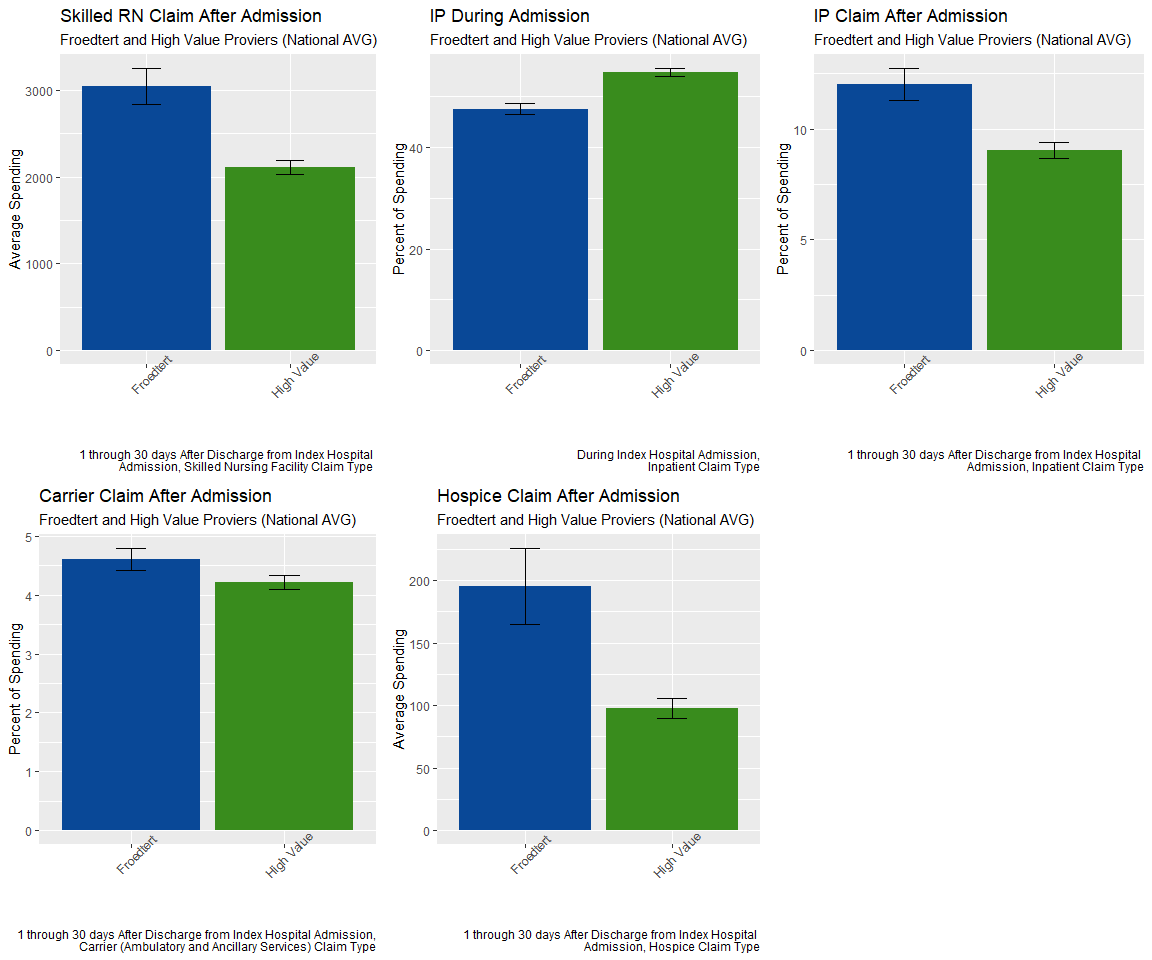 Skilled RN Claim After Admission
Froedtert and High Value Proviers (National AVG)
Average Spending
3000
2000
1000
0
Froedtert
High Value
1 through 30 days After Discharge from Index Hospital
Admission, Skilled Nursing Facility Claim Type
IP During Admission
Froedtert and High Value Proviers (National AVG)
Percent of Spending
40
20
0
Froedtert
High Value
During Index Hospital Admission,
Inpatient Claim Type
IP Claim After Admission
Froedtert and High Value Proviers (National AVG)
Percent of Spending
10
5
0
Froedtert
High Value
1 through 30 days After Discharge from Index Hospital
Admission, Inpatient Claim Type
Carrier Claim After Admission
Froedtert and High Value Proviers (National AVG)
Percent of Spending
5
4
3
2
1
0
Froedtert
High Value
1 through 30 days After Discharge from Index Hospital Admission,
Carrier (Ambulatory and Ancillary Services) Claim Type
Hospice Claim After Admission
Froedtert and High Value Proviers (National AVG)
Average Spending
200
150
100
50
0
Froedtert
High Value
1 through 30 days After Discharge from Index Hospital
Admission, Hospice Claim Type